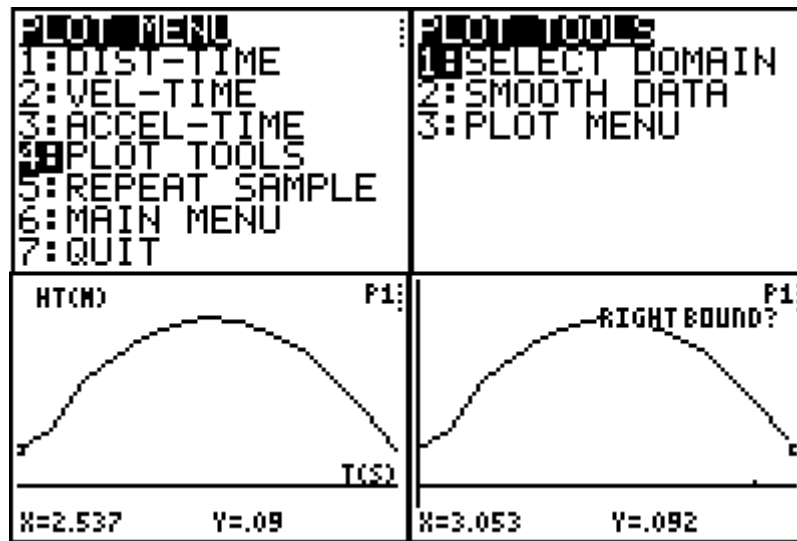 PLOT MENU
1:DIST-TIME
2:VEL-TIME
3:ACCEL-TIME
4:PLOT TOOLS
5:REPEAT SAMPLE
6:MAIN MENU
7:QUIT
PLOT TOOLS
1:SELECT DOMAIN
2:SMOOTH DATA
3:PLOT MENU
HT(M) P1
T(S)
X=2.537 Y=.09
P1
RIGHT BOUND?
X=3.053 Y=.092